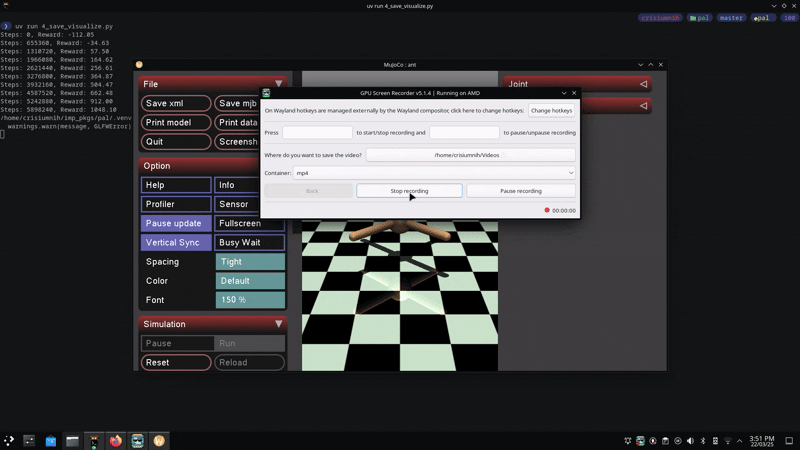 uv run 4_save_visualize.py
crisiumnih pal master pal 100
❯ uv run 4_save_visualize.py
Steps: 0, Reward: -112.05
Steps: 655360, Reward: -34.63
Steps: 1310720, Reward: 57.50
Steps: 1966080, Reward: 164.62
Steps: 2621440, Reward: 256.61
Steps: 3276800, Reward: 364.87
Steps: 3932160, Reward: 504.47
Steps: 4587520, Reward: 662.48
Steps: 5242880, Reward: 912.00
Steps: 5898240, Reward: 1048.10
/home/crisiumnih/imp_pkgs/pal/.venv
warnings.warn(message, GLFWError)
MuJoCo : ant
File
Save xml Save mjb
Print model Print data
Quit Screensh
Option
Help Info
Profiler Sensor
Pause update Fullscreen
Vertical Sync Busy Wait
Spacing Tight
Color Default
Font 150 %
Simulation
Pause Run
Reset Reload
Joint
GPU Screen Recorder v5.1.4 | Running on AMD
On Wayland hotkeys are managed externally by the Wayland compositor, click here to change hotkeys: Change hotkeys
Press to start/stop recording and to pause/unpause recording
Where do you want to save the video? /home/crisiumnih/Videos
Container: mp4
Back Stop recording Pause recording
00:00:00
3:51 PM
22/03/25